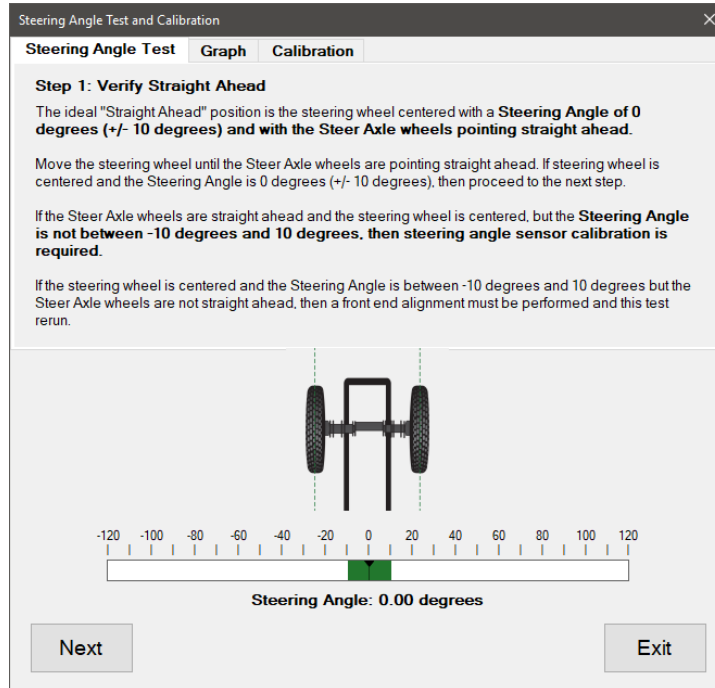 Steering Angle Test and Calibration
Steering Angle Test Graph Calibration
Step 1: Verify Straight Ahead
The ideal "Straight Ahead" position is the steering wheel centered with a Steering Angle of 0
degrees (+/- 10 degrees) and with the Steer Axle wheels pointing straight ahead.
Move the steering wheel until the Steer Axle wheels are pointing straight ahead. If steering wheel is
centered and the Steering Angle is 0 degrees (+/- 10 degrees), then proceed to the next step.
If the Steer Axle wheels are straight ahead and the steering wheel is centered, but the Steering Angle
is not between -10 degrees and 10 degrees, then steering angle sensor calibration is
required.
If the steering wheel is centered and the Steering Angle is between -10 degrees and 10 degrees but the
Steer Axle wheels are not straight ahead, then a front end alignment must be performed and this test
rerun.
-120 -100 -80 -60 -40 -20 0 20 40 60 80 100 120
Steering Angle: 0.00 degrees
Next Exit